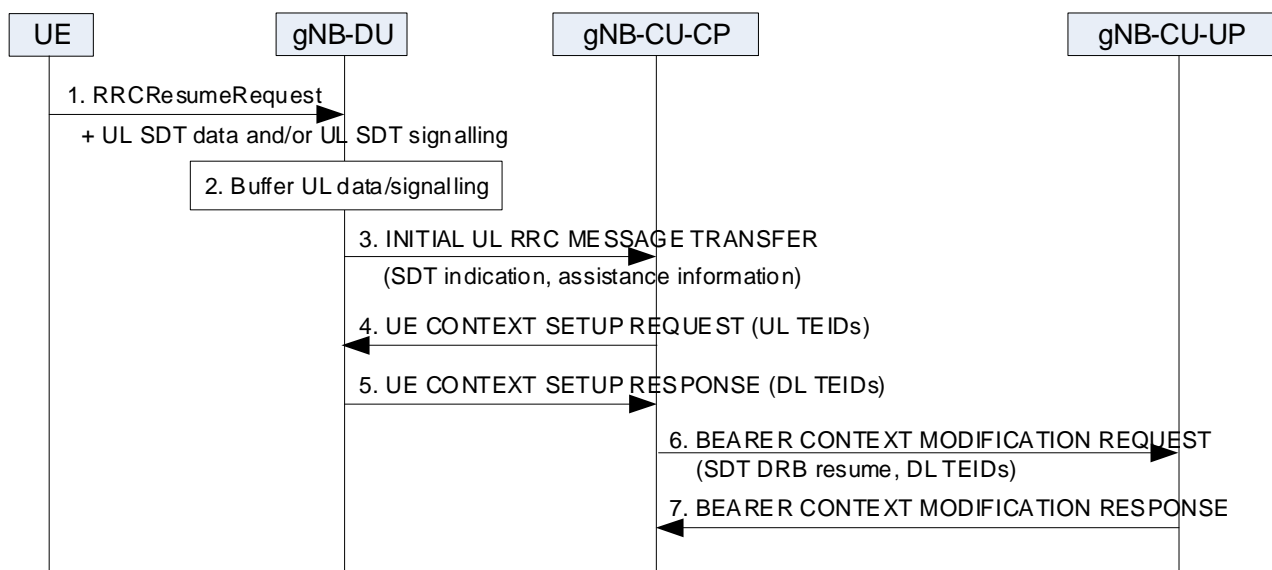 UE gNB-DU gNB-CU-CP gNB-CU-UP
1. RRCResumeRequest
+ UL SDT data and/or UL SDT signalling
2. Buffer UL data/signalling
3. INITIAL UL RRC MESSAGE TRANSFER
(SDT indication, assistance information)
4. UE CONTEXT SETUP REQUEST (UL TEIDs)
5. UE CONTEXT SETUP RESPONSE (DL TEIDs)
6. BEARER CONTEXT MODIFICATION REQUEST
(SDT DRB resume, DL TEIDs)
7. BEARER CONTEXT MODIFICATION RESPONSE